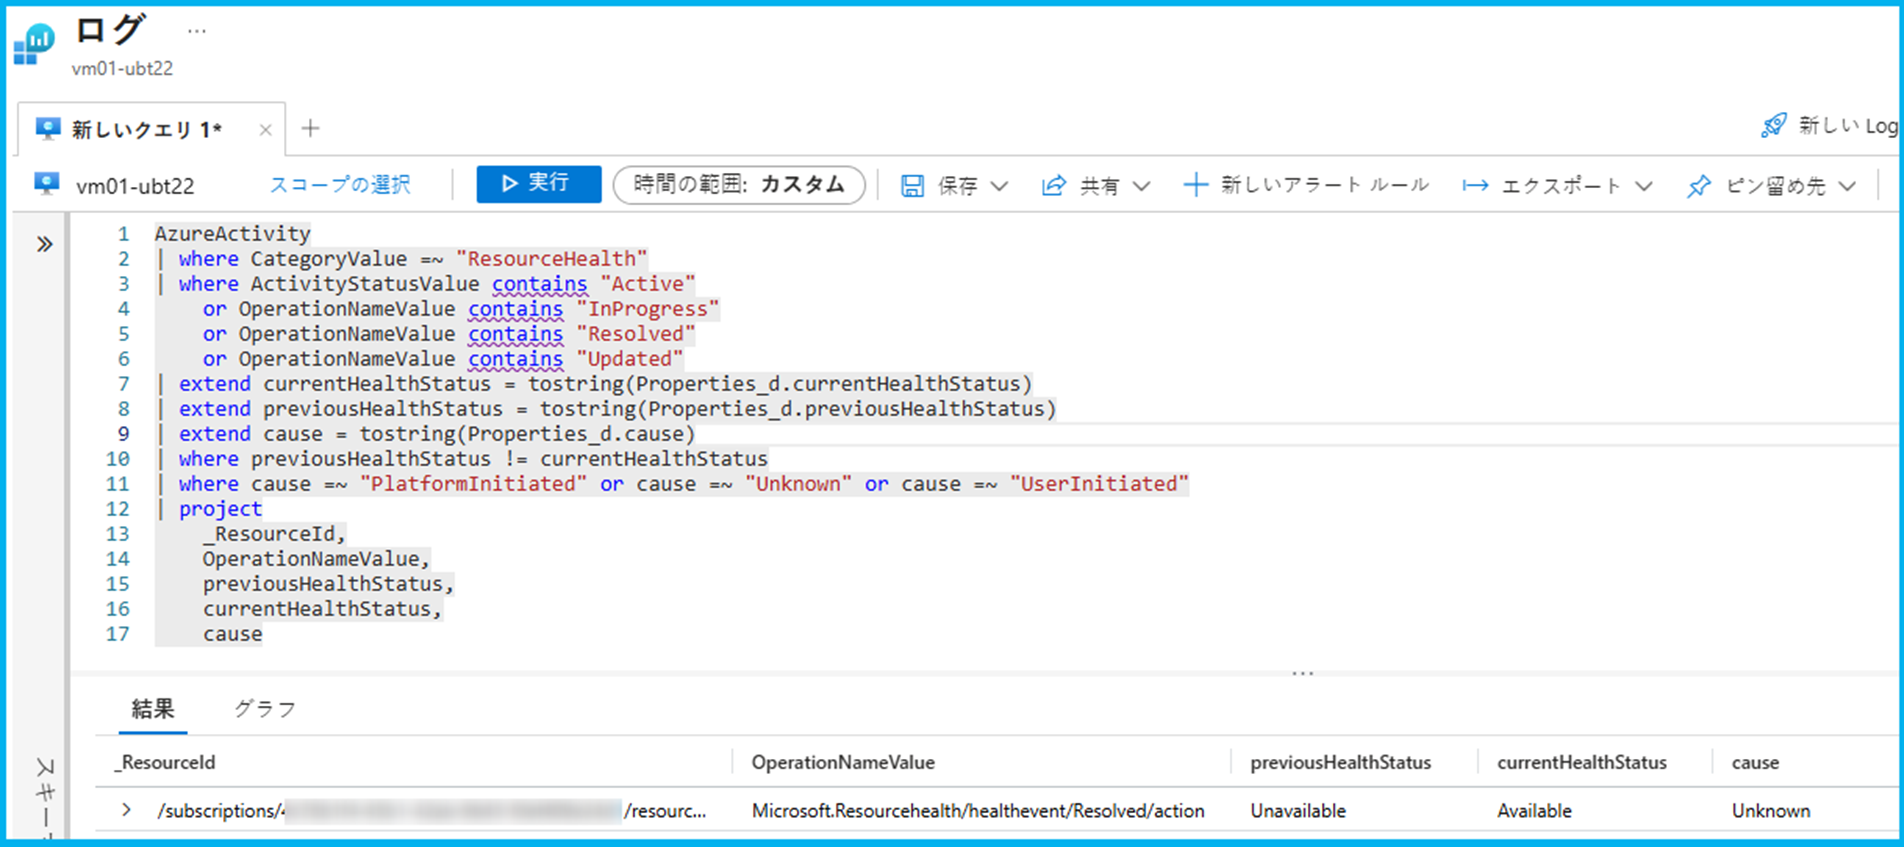 ログ ...
vm01-ubt22
新しいクエリ 1* × +
新しい Log
vm01-ubt22 スコープの選択 実行 時間の範囲: カスタム 保存 共有 新しいアラート ルール エクスポート ピン留め先
1 AzureActivity
2 | where CategoryValue =~ "ResourceHealth"
3 | where ActivityStatusValue contains "Active"
4 or OperationNameValue contains "InProgress"
5 or OperationNameValue contains "Resolved"
6 or OperationNameValue contains "Updated"
7 | extend currentHealthStatus = tostring(Properties_d.currentHealthStatus)
8 | extend previousHealthStatus = tostring(Properties_d.previousHealthStatus)
9 | extend cause = tostring(Properties_d.cause)
10 | where previousHealthStatus != currentHealthStatus
11 | where cause =~ "PlatformInitiated" or cause =~ "Unknown" or cause =~ "UserInitiated"
12 | project
13 _ResourceId,
14 OperationNameValue,
15 previousHealthStatus,
16 currentHealthStatus,
17 cause
スキー
結果 グラフ
_ResourceId OperationNameValue previousHealthStatus currentHealthStatus cause
/subscriptions/ /resourc... Microsoft.Resourcehealth/healthevent/Resolved/action Unavailable Available Unknown